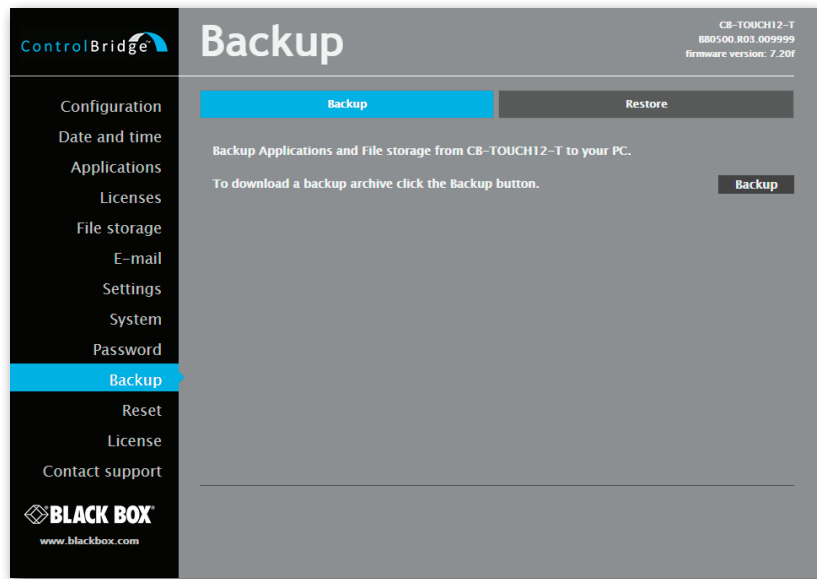 ControlBridge™
Backup
CB-TOUCH12-T
BB0500.R03.009999
firmware version: 7.20f
Configuration
Date and time
Applications
Licenses
File storage
E-mail
Settings
System
Password
Backup
Reset
License
Contact support
BLACK BOX®
www.blackbox.com
Backup
Restore
Backup Applications and File storage from CB-TOUCH12-T to your PC.
To download a backup archive click the Backup button.
Backup